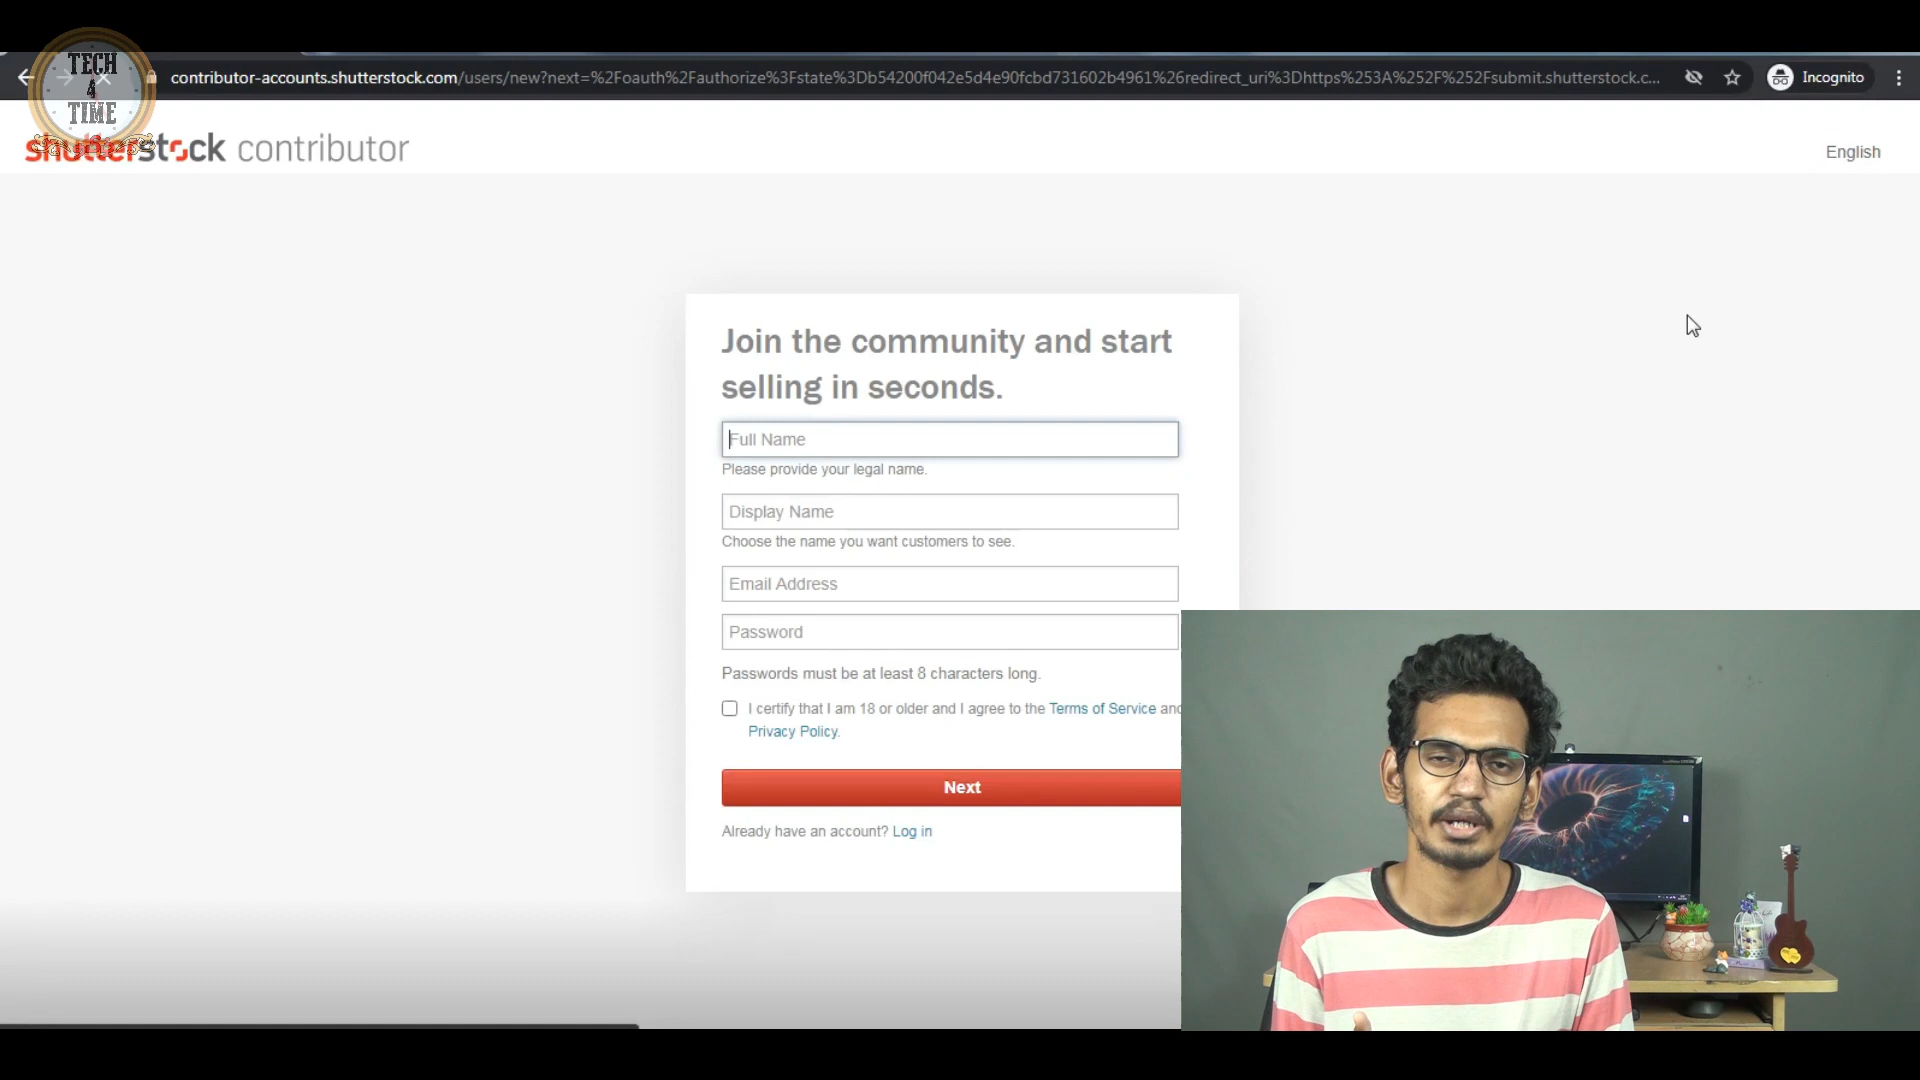 TECH
4
TIME
contributor-accounts.shutterstock.com/users/new?next=%2Foauth%2Fauthorize%3Fstate%3Db54200f042e5d4e90fcbd731602b4961%26redirect_uri%3Dhttps%253A%252F%252Fsubmit.shutterstock.c...
Incognito
shutterstock contributor
English
Join the community and start
selling in seconds.
Full Name
Please provide your legal name.
Display Name
Choose the name you want customers to see.
Email Address
Password
Passwords must be at least 8 characters long.
I certify that I am 18 or older and I agree to the Terms of Service and
Privacy Policy.
Next
Already have an account? Log in